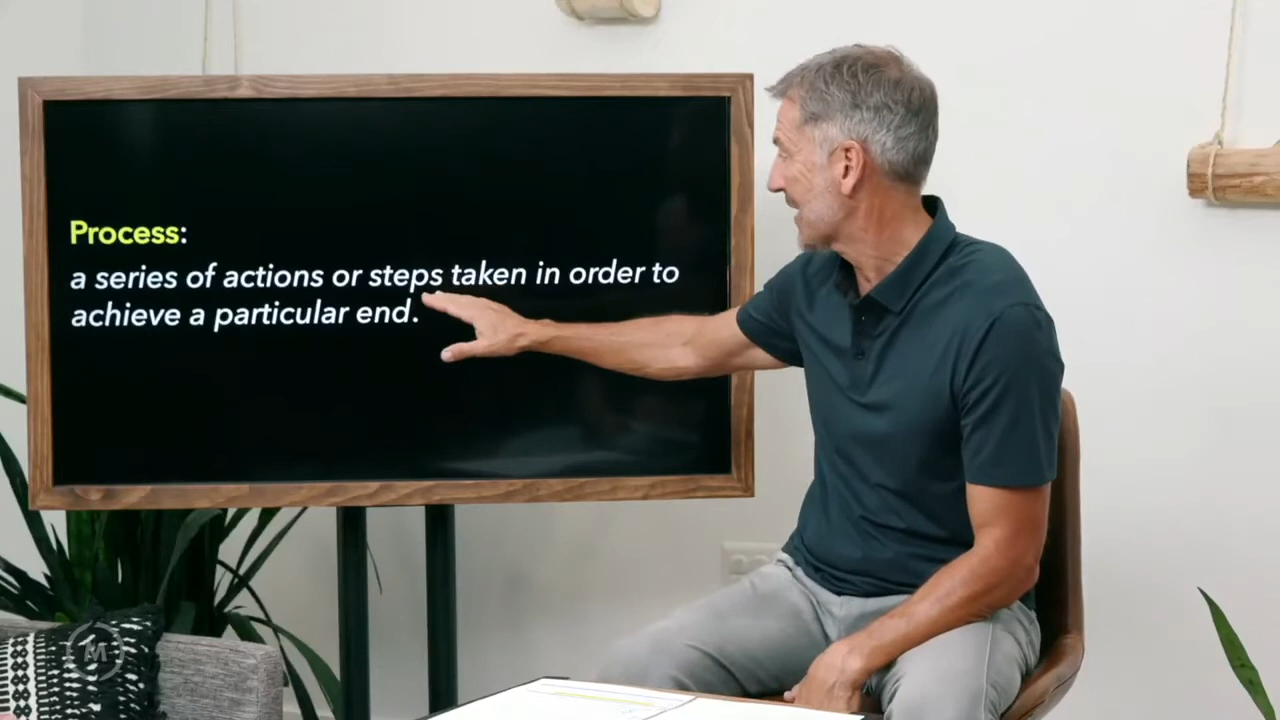 Process:
a series of actions or steps taken in order to
achieve a particular end.
M